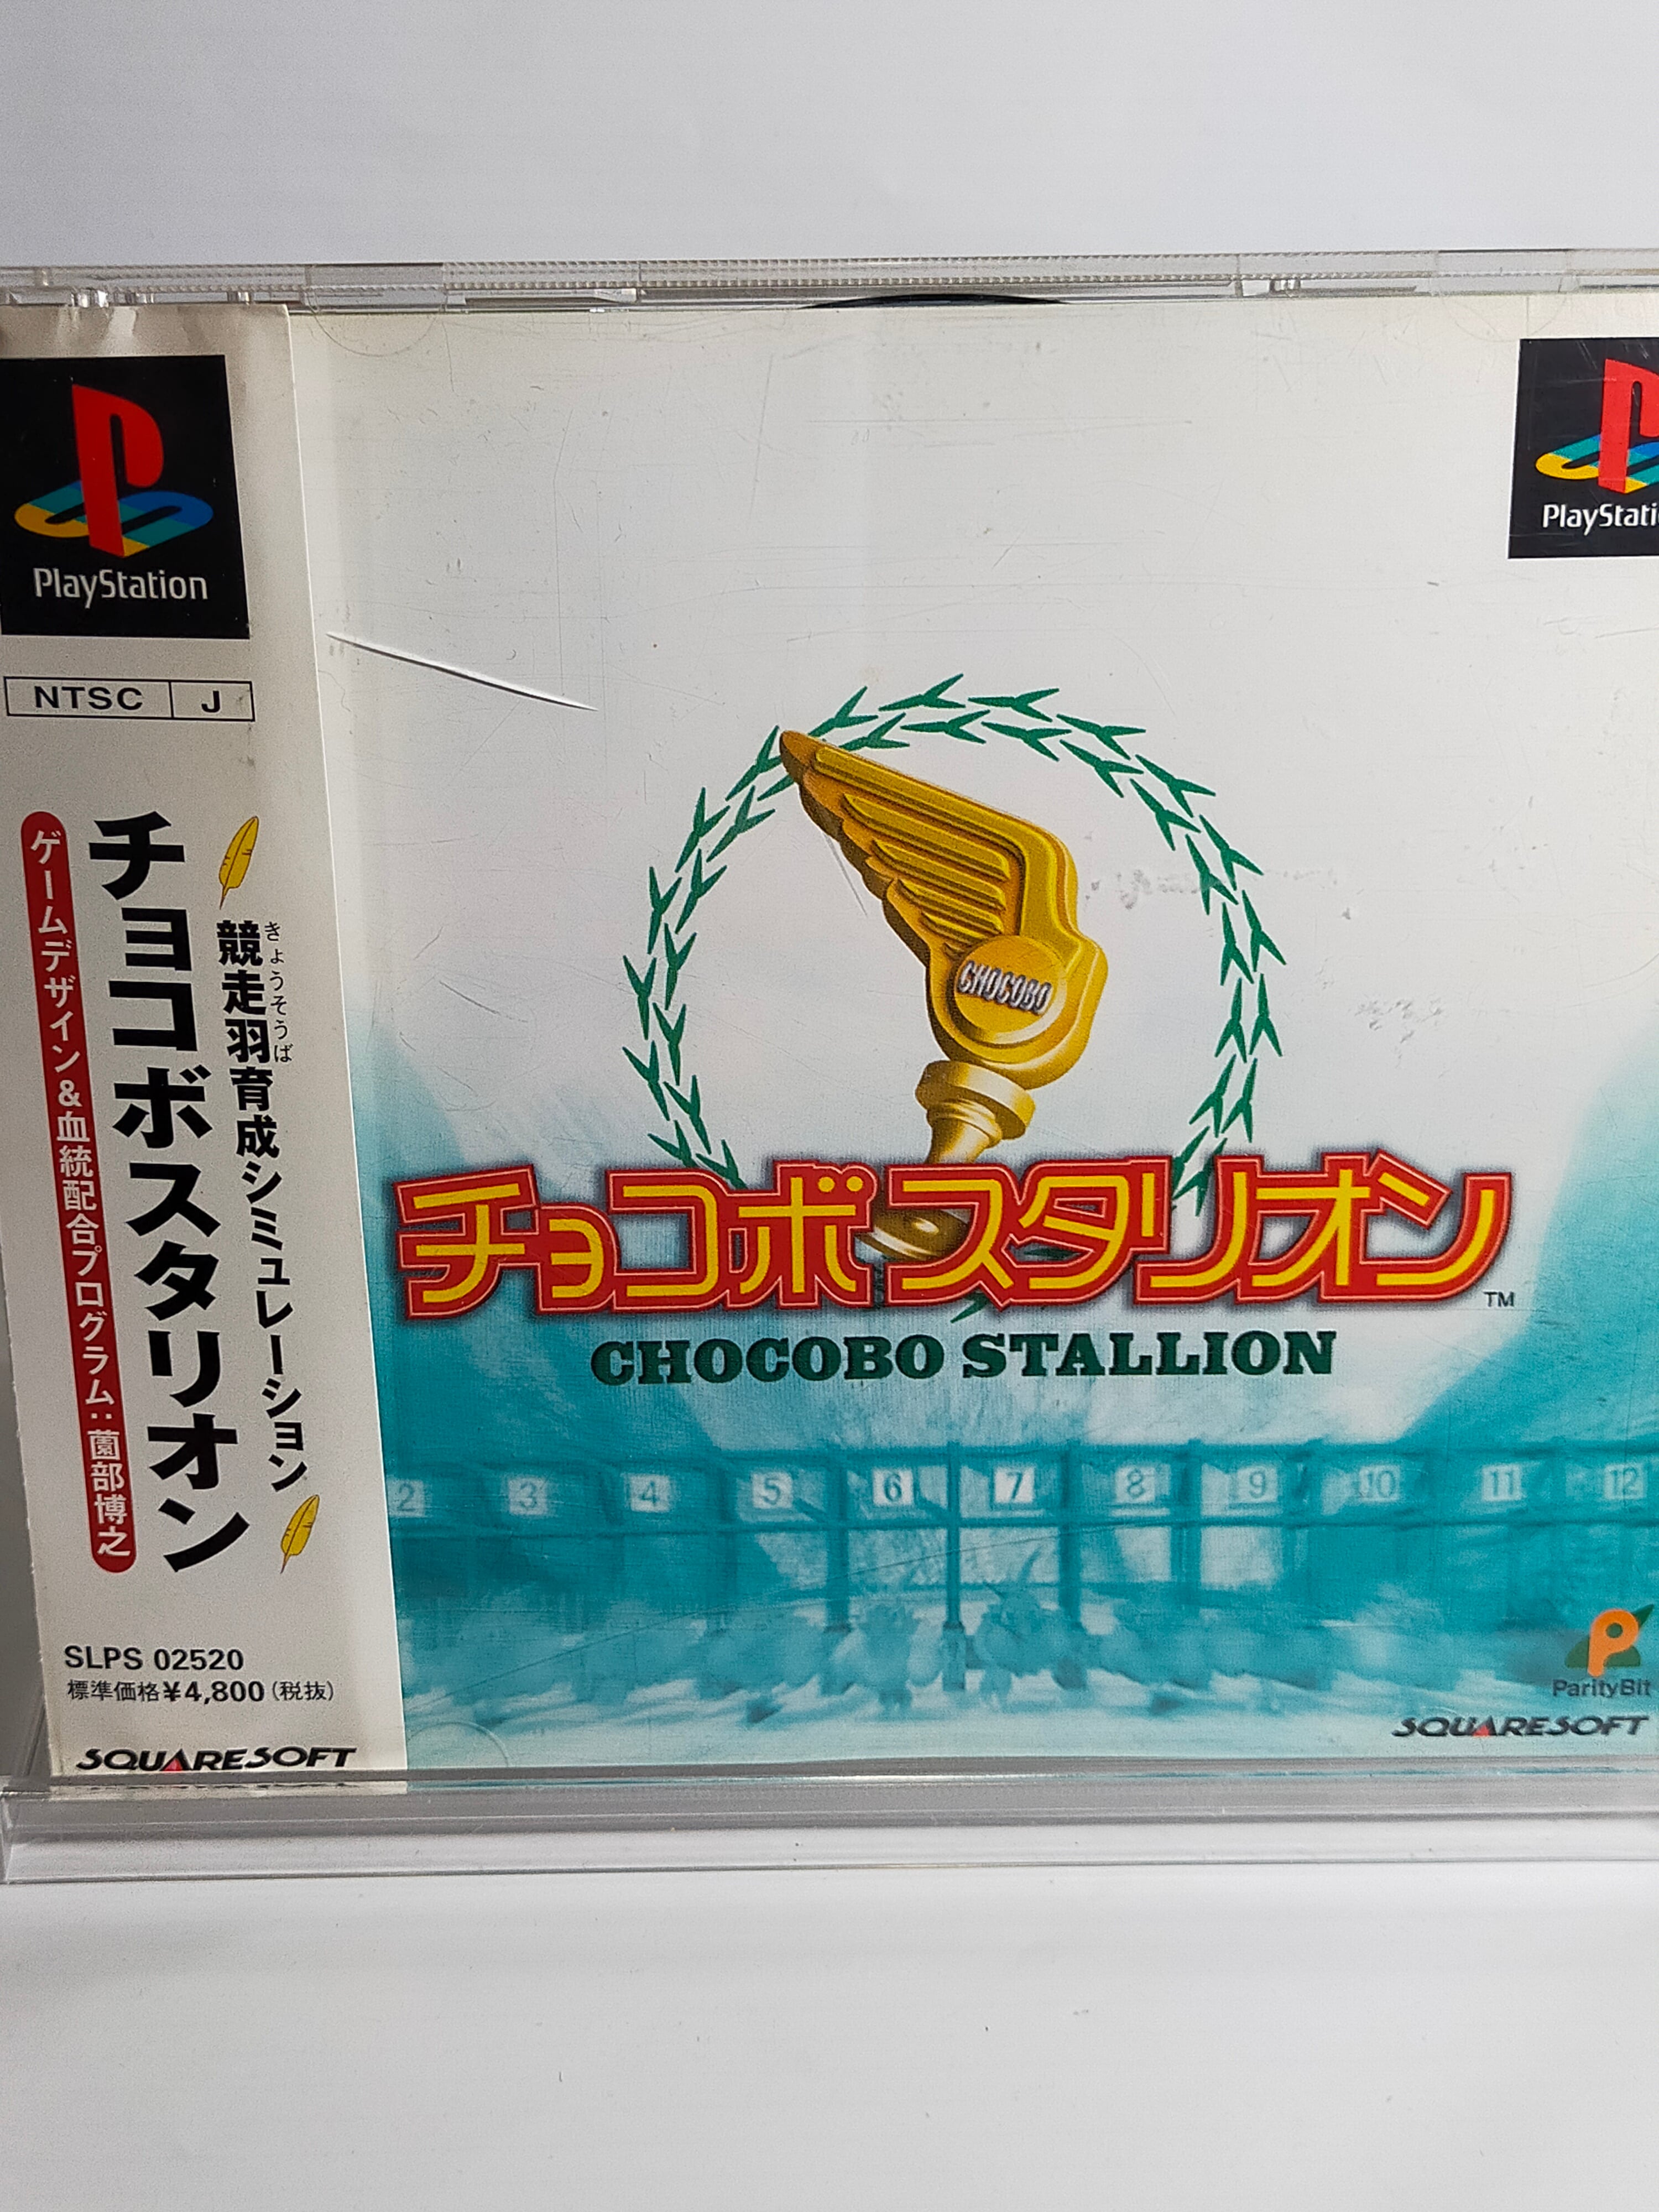 PlayStation
NTSC J
きょうそうば
競走羽育成シミュレーション
チョコボスタリオン
ゲームデザイン&血統配合プログラム：薗部博之
SLPS 02520
標準価格¥4,800(税抜)
SQUARESOFT
PlayStati
CHOCOBO
チョコボスタリオン™
CHOCOBO STALLION
2 3 4 5 6 7 8 9 10 11 12
ParityBit
SQUARESOFT